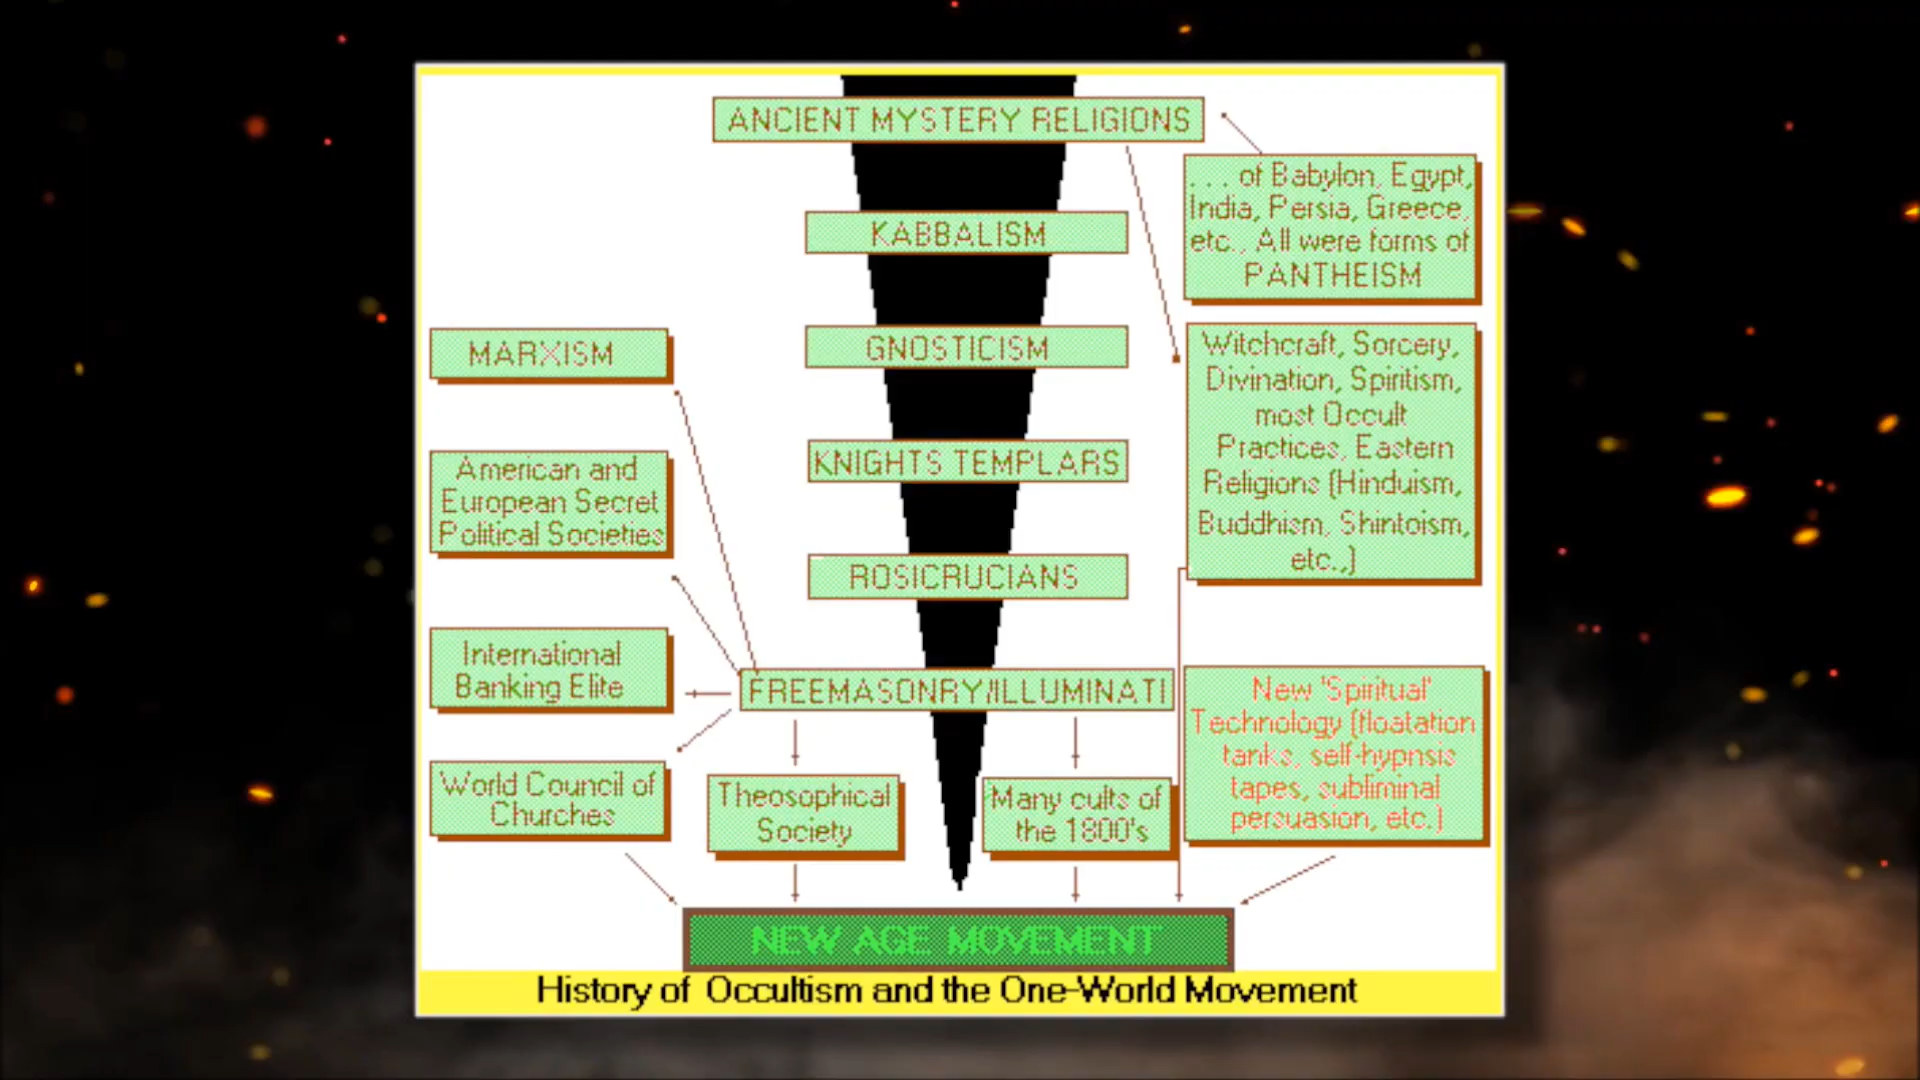 ANCIENT MYSTERY RELIGIONS
. . . of Babylon, Egypt,
India, Persia, Greece,
etc., All were forms of
PANTHEISM
KABBALISM
GNOSTICISM
MARXISM
Witchcraft, Sorcery,
Divination, Spiritism,
most Occult
Practices, Eastern
Religions (Hinduism,
Buddhism, Shintoism,
etc.,)
KNIGHTS TEMPLARS
American and
European Secret
Political Societies
ROSICRUCIANS
International
Banking Elite
FREEMASONRY/ILLUMINATI
New 'Spiritual'
Technology (floatation
tanks, self-hypnsis
tapes, subliminal
persuasion, etc.)
World Council of
Churches
Theosophical
Society
Many cults of
the 1800's
NEW AGE MOVEMENT
History of Occultism and the One-World Movement